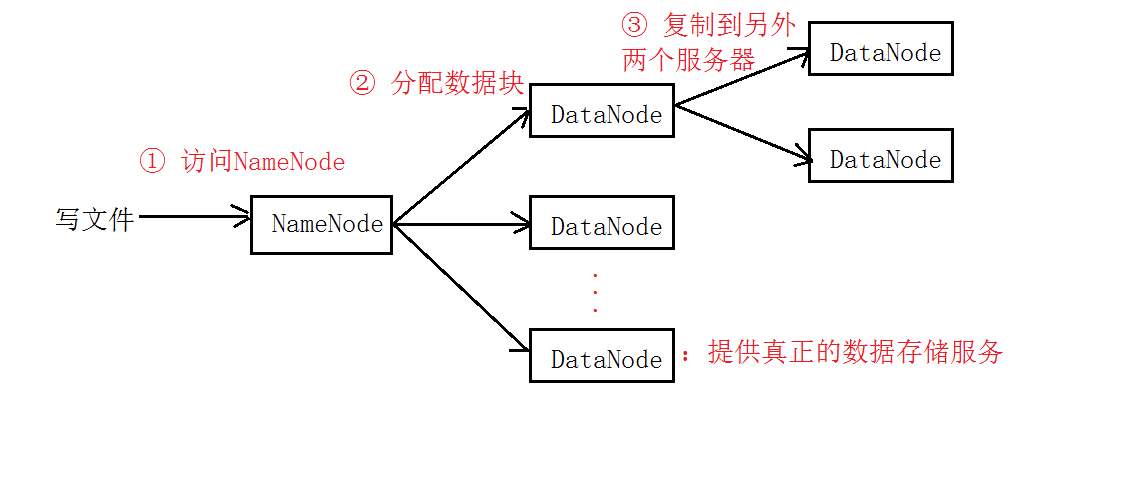 ③ 复制到另外
两个服务器
DataNode
② 分配数据块
DataNode
DataNode
① 访问NameNode
写文件
NameNode
DataNode
DataNode
：提供真正的数据存储服务